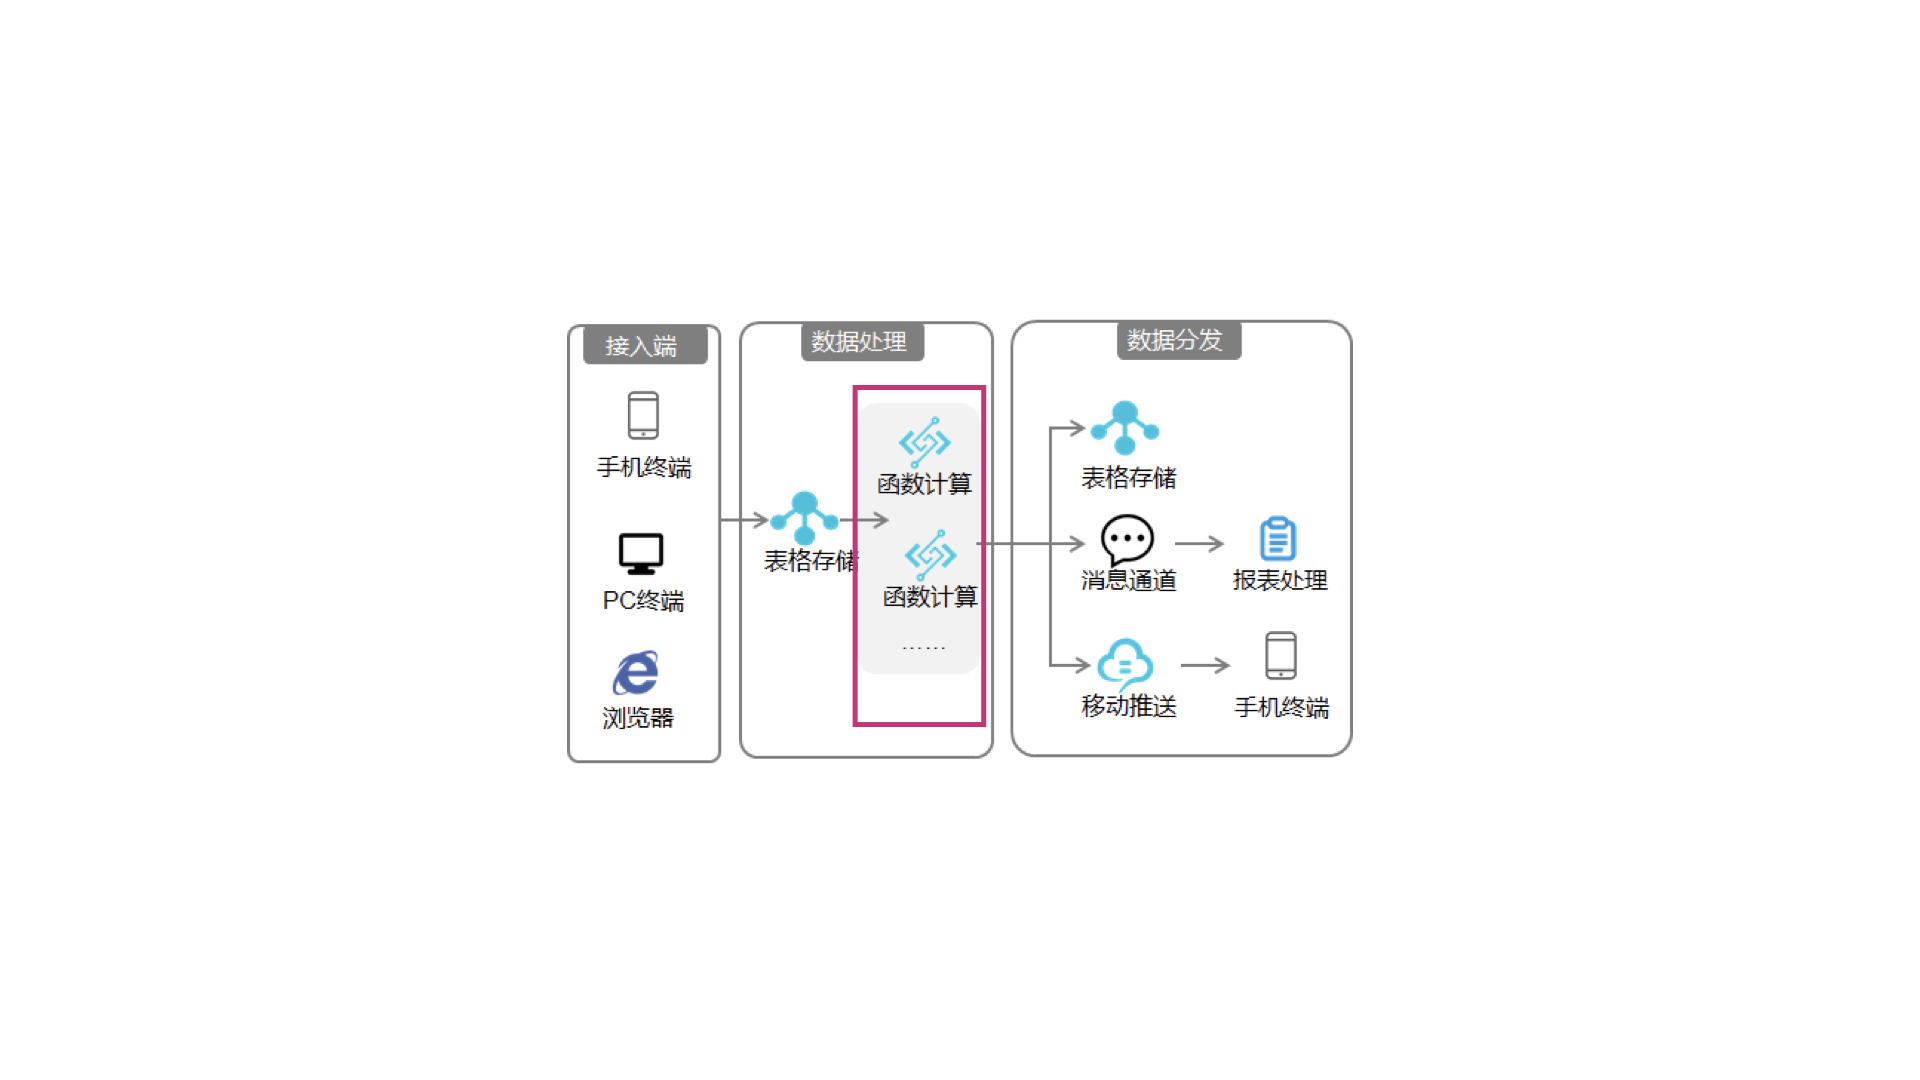 接入端
手机终端
PC终端
浏览器
数据处理
表格存储
函数计算
函数计算
……
数据分发
表格存储
消息通道
报表处理
移动推送
手机终端